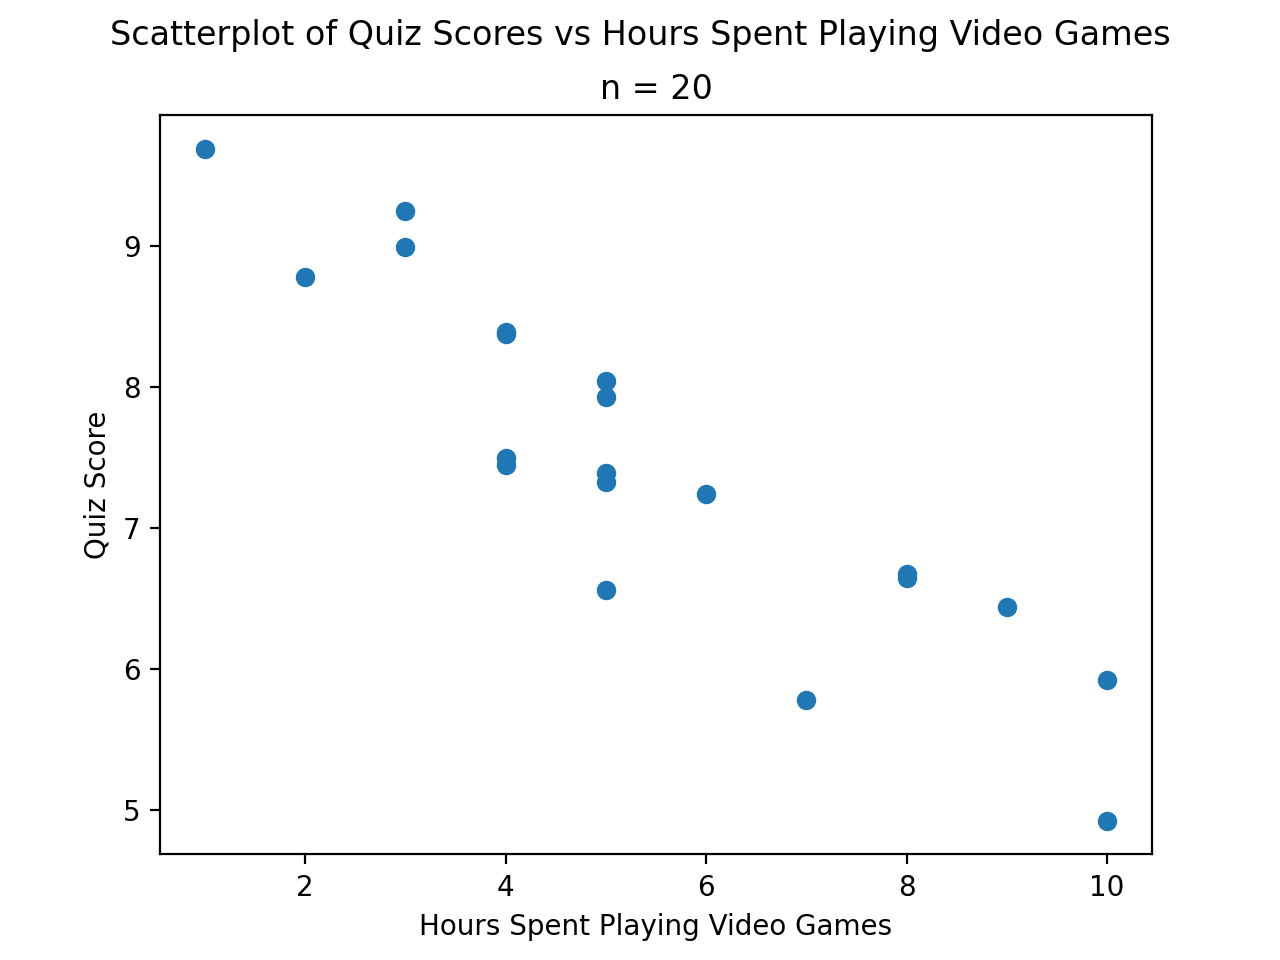 Scatterplot of Quiz Scores vs Hours Spent Playing Video Games
n = 20
9
8
7
6
5
Quiz Score
2 4 6 8 10
Hours Spent Playing Video Games